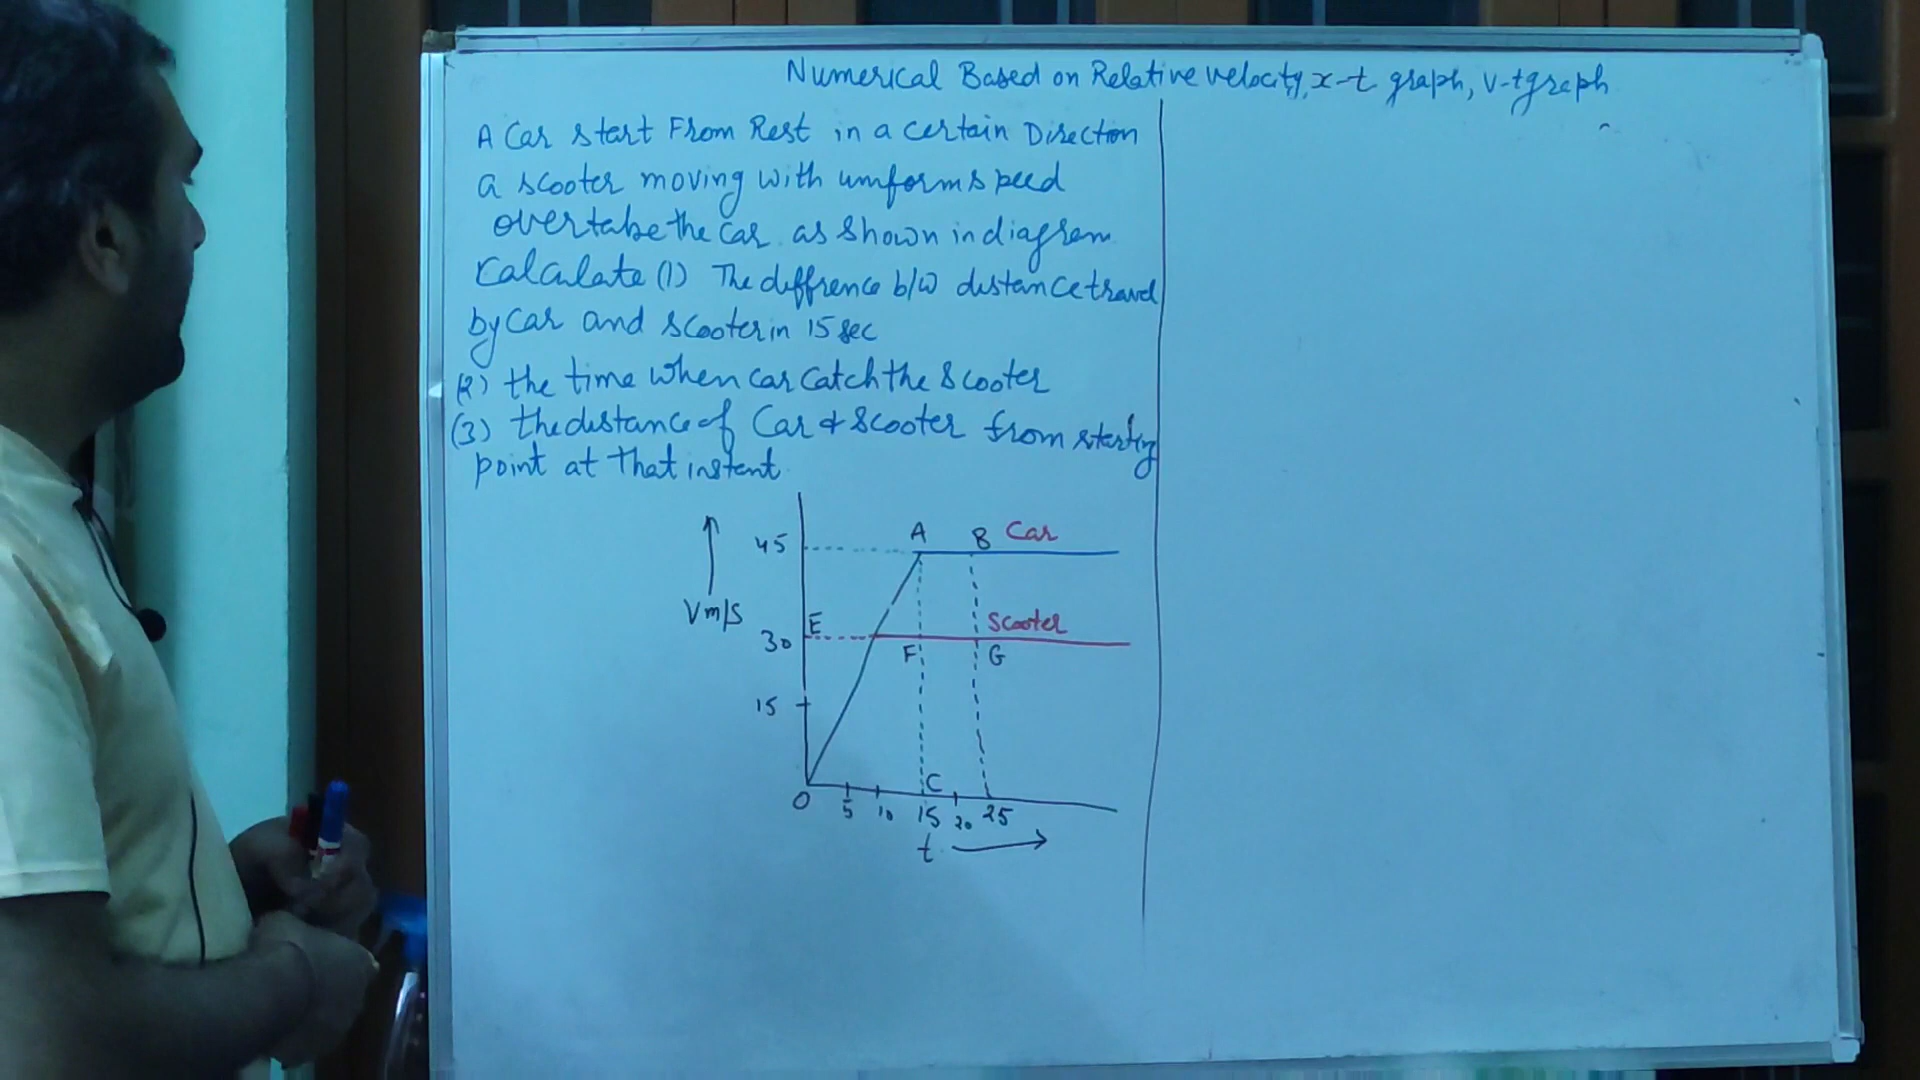 Numerical Based on Relative velocity, x-t graph, v-t graph
A Car start From Rest in a certain Direction
a scooter moving with uniform speed
overtake the car as shown in diagram
Calculate (1) The diffrence b/w distance travel
by Car and scooter in 15 sec
(2) the time when car catch the scooter
(3) the distance of Car & scooter from starting
point at that instent
45
A
B
Car
V m/s
E
30
Scooter
F
G
15
O
5
10
C
15
20
25
t